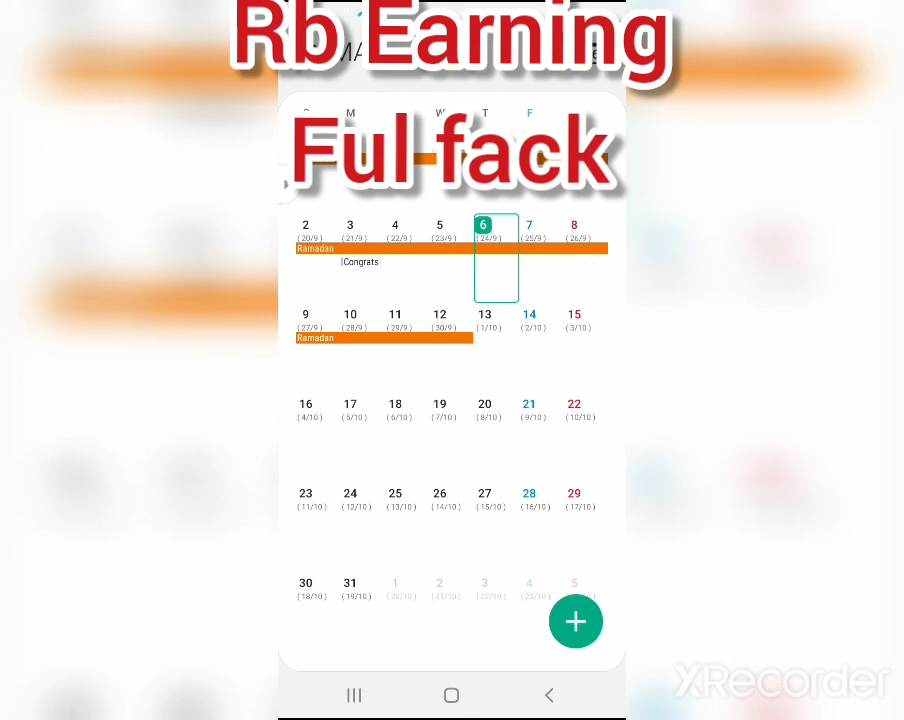 Rb Earning
MA
M W T F
Ful fack
2 3 4 5 6 7 8
( 20/9 ) ( 21/9 ) ( 22/9 ) ( 23/9 ) ( 24/9 ) ( 25/9 ) ( 26/9 )
Ramadan
Congrats
9 10 11 12 13 14 15
( 27/9 ) ( 28/9 ) ( 29/9 ) ( 30/9 ) ( 1/10 ) ( 2/10 ) ( 3/10 )
Ramadan
16 17 18 19 20 21 22
( 4/10 ) ( 5/10 ) ( 6/10 ) ( 7/10 ) ( 8/10 ) ( 9/10 ) ( 10/10 )
23 24 25 26 27 28 29
( 11/10 ) ( 12/10 ) ( 13/10 ) ( 14/10 ) ( 15/10 ) ( 16/10 ) ( 17/10 )
30 31 1 2 3 4 5
( 18/10 ) ( 19/10 ) ( 20/10 ) ( 21/10 ) ( 22/10 ) ( 23/10 )
XRecorder